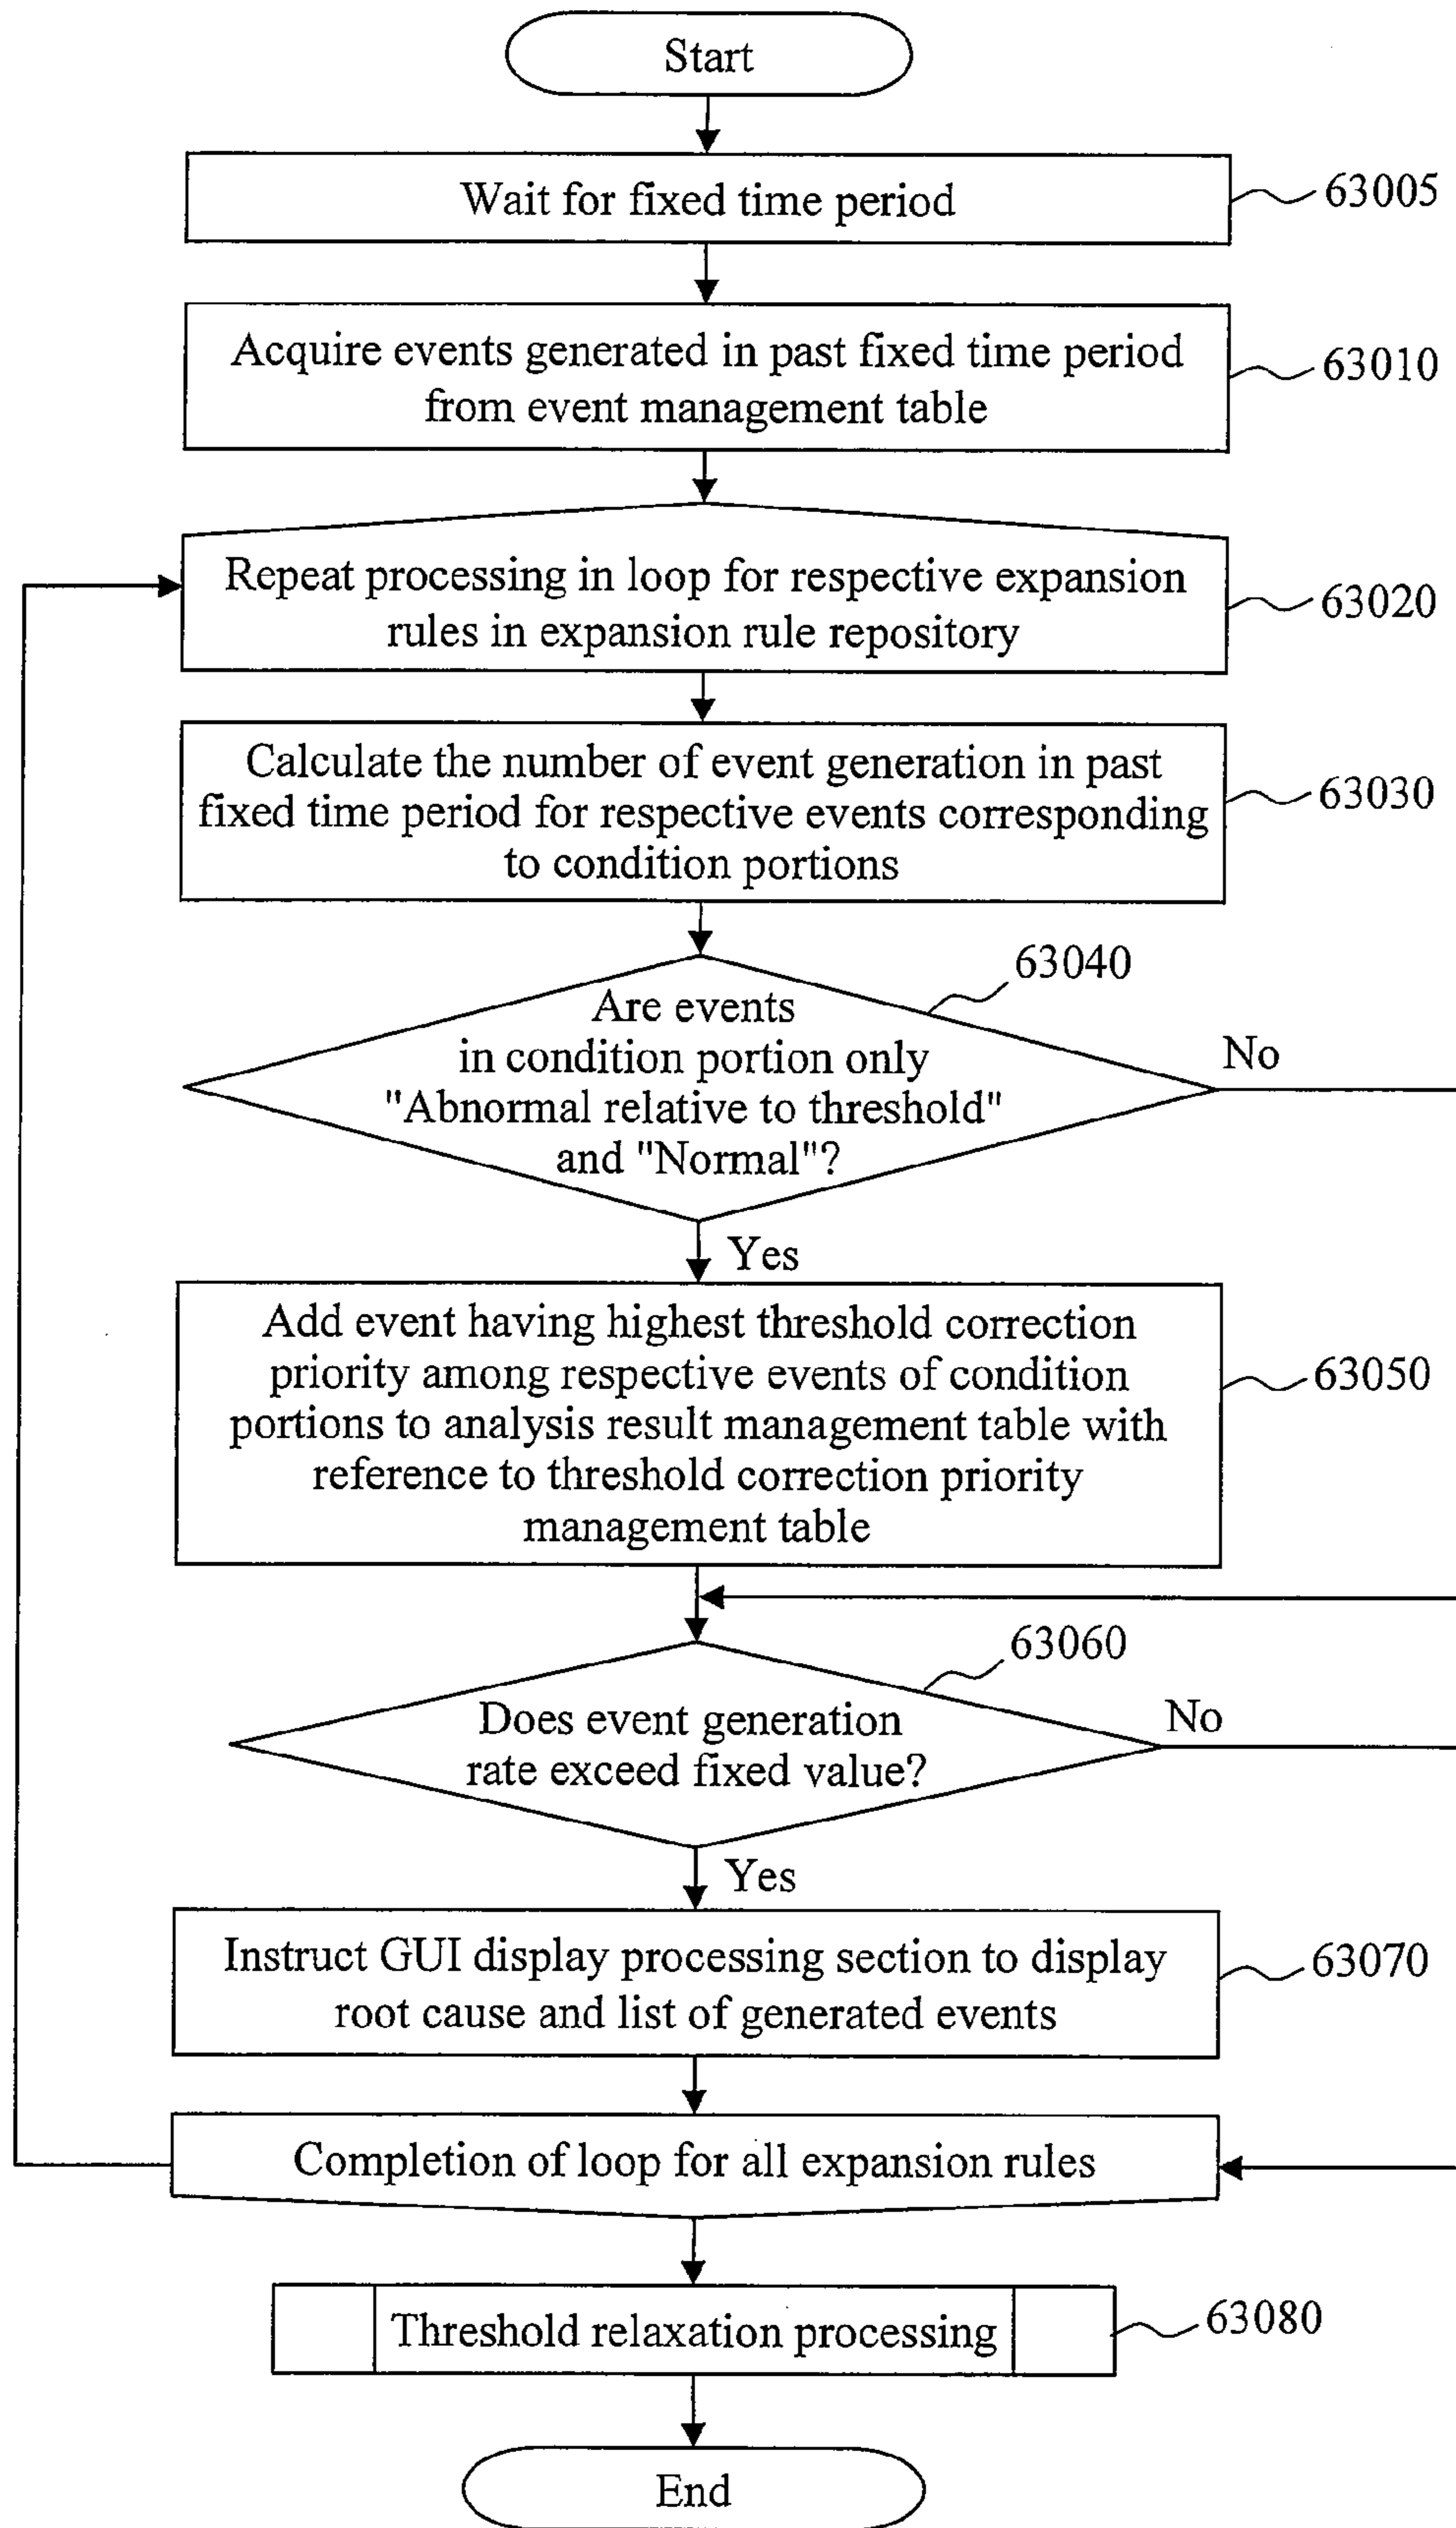 Start
Wait for fixed time period
63005
Acquire events generated in past fixed time period
from event management table
63010
Repeat processing in loop for respective expansion
rules in expansion rule repository
63020
Calculate the number of event generation in past
fixed time period for respective events corresponding
to condition portions
63030
63040
Are events
in condition portion only
"Abnormal relative to threshold"
and "Normal"?
No
Yes
Add event having highest threshold correction
priority among respective events of condition
portions to analysis result management table with
reference to threshold correction priority
management table
63050
63060
Does event generation
rate exceed fixed value?
No
Yes
Instruct GUI display processing section to display
root cause and list of generated events
63070
Completion of loop for all expansion rules
Threshold relaxation processing
63080
End